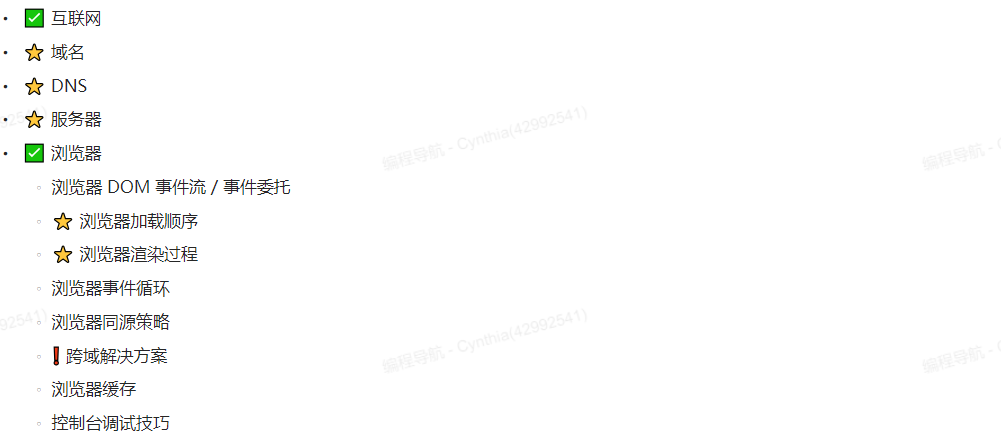 • ✅ 互联网
• ⭐ 域名
• ⭐ DNS
• ⭐ 服务器
• ✅ 浏览器
◦ 浏览器 DOM 事件流 / 事件委托
◦ ⭐ 浏览器加载顺序
◦ ⭐ 浏览器渲染过程
◦ 浏览器事件循环
◦ 浏览器同源策略
◦ ❗ 跨域解决方案
◦ 浏览器缓存
◦ 控制台调试技巧
编程导航 - Cynthia(42992541)
编程导航 - C
2992541)
编程导航 - Cynthia(42992541)
编程导航 - C